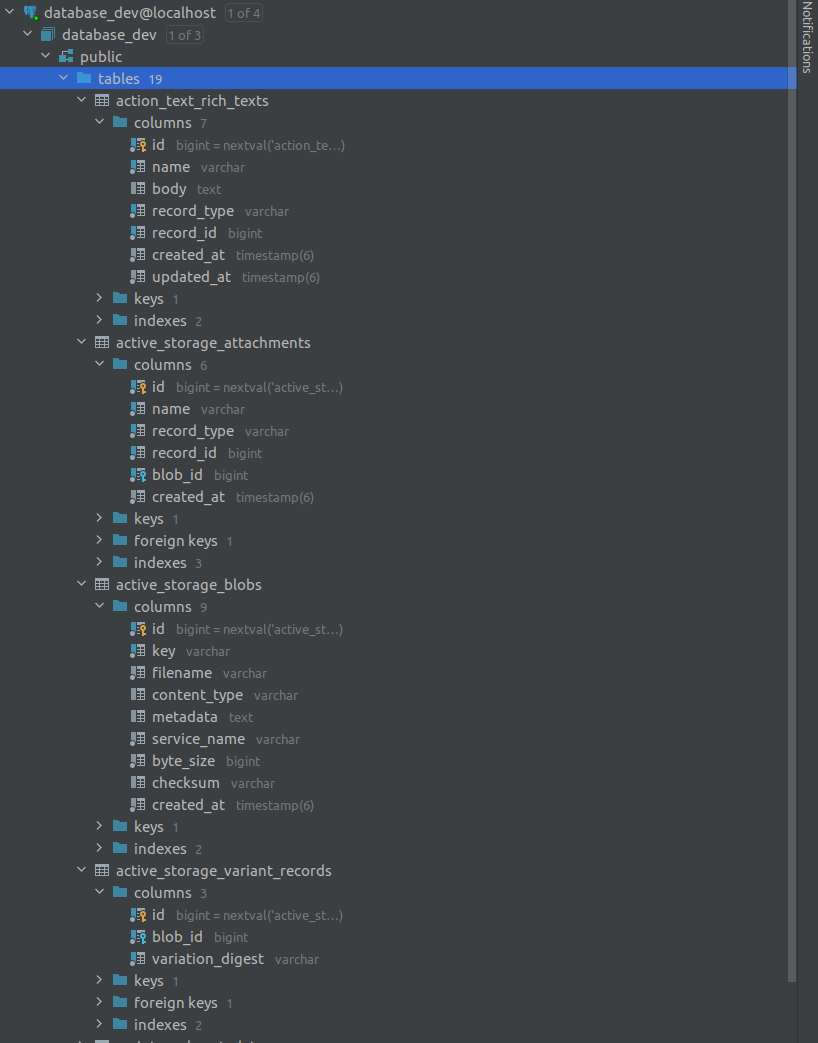 database_dev@localhost 1 of 4
database_dev 1 of 3
public
tables 19
action_text_rich_texts
columns 7
id bigint = nextval('action_te...)
name varchar
body text
record_type varchar
record_id bigint
created_at timestamp(6)
updated_at timestamp(6)
keys 1
indexes 2
active_storage_attachments
columns 6
id bigint = nextval('active_st...)
name varchar
record_type varchar
record_id bigint
blob_id bigint
created_at timestamp(6)
keys 1
foreign keys 1
indexes 3
active_storage_blobs
columns 9
id bigint = nextval('active_st...)
key varchar
filename varchar
content_type varchar
metadata text
service_name varchar
byte_size bigint
checksum varchar
created_at timestamp(6)
keys 1
indexes 2
active_storage_variant_records
columns 3
id bigint = nextval('active_st...)
blob_id bigint
variation_digest varchar
keys 1
foreign keys 1
indexes 2
Notifications